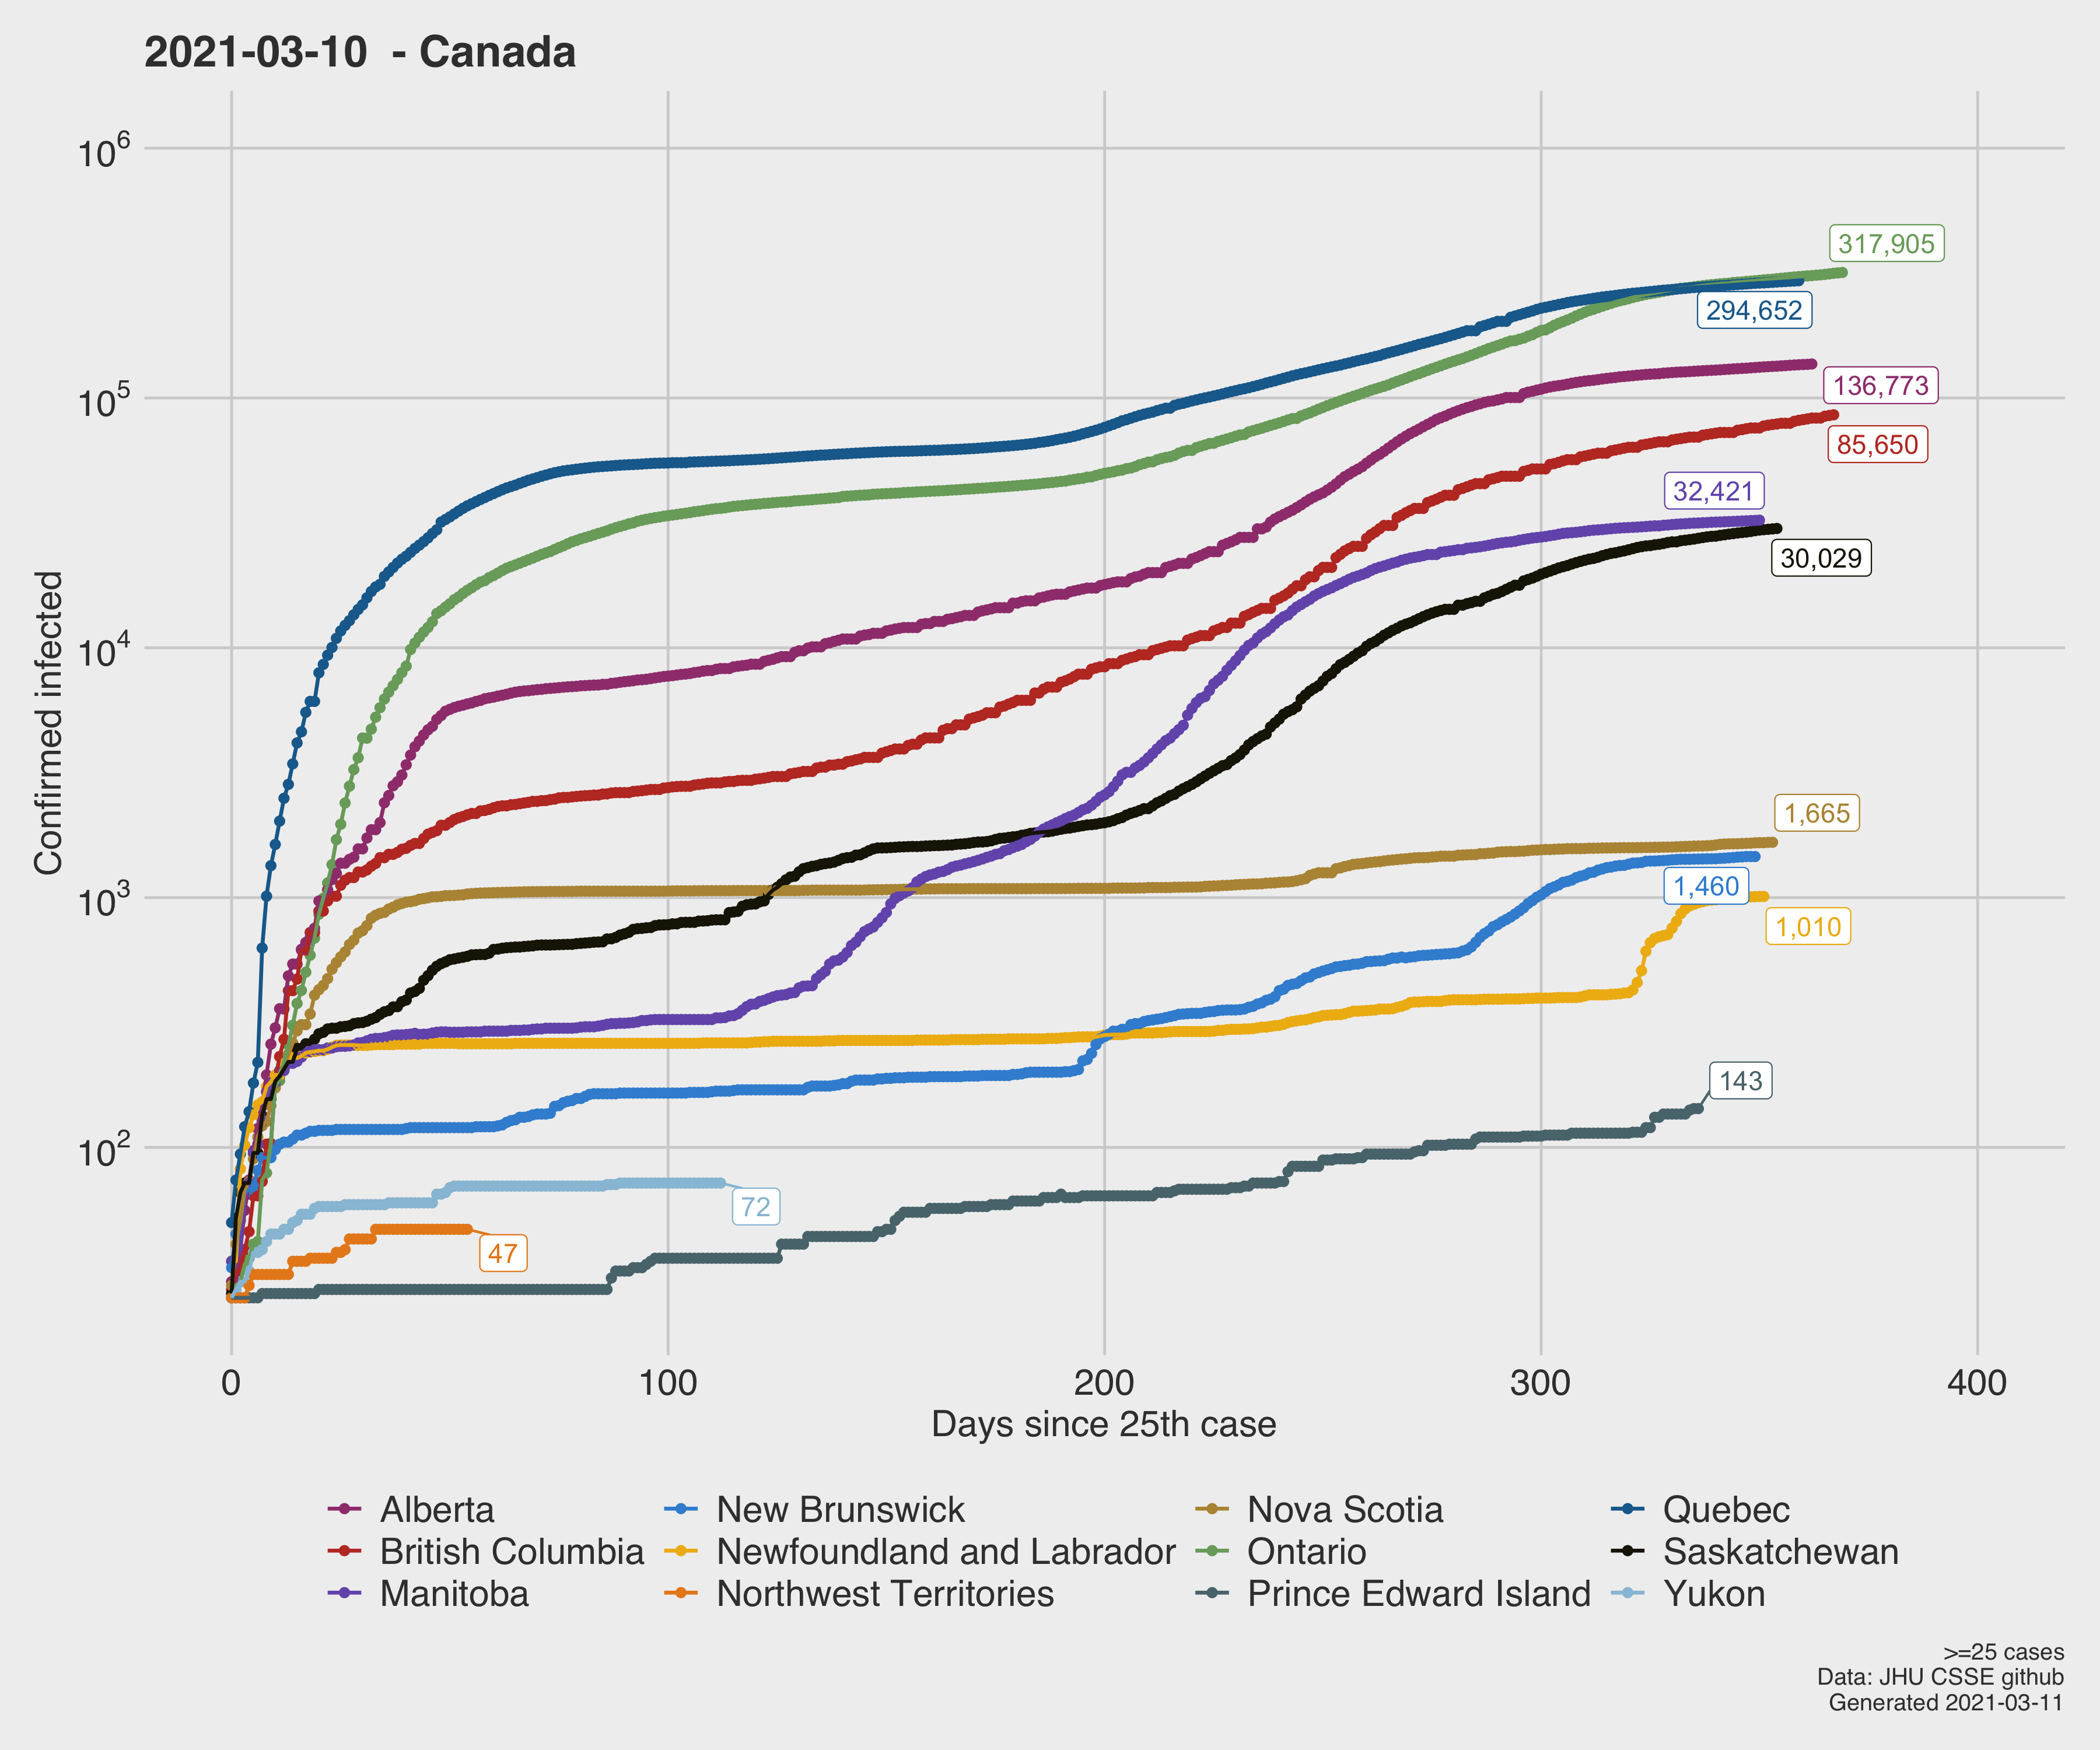 2021-03-10  - Canada
Confirmed infected
10^6
10^5
10^4
10^3
10^2
317,905
294,652
136,773
85,650
32,421
30,029
1,665
1,460
1,010
143
72
47
0 100 200 300 400
Days since 25th case
Alberta New Brunswick Nova Scotia Quebec
British Columbia Newfoundland and Labrador Ontario Saskatchewan
Manitoba Northwest Territories Prince Edward Island Yukon
>=25 cases
Data: JHU CSSE github
Generated 2021-03-11